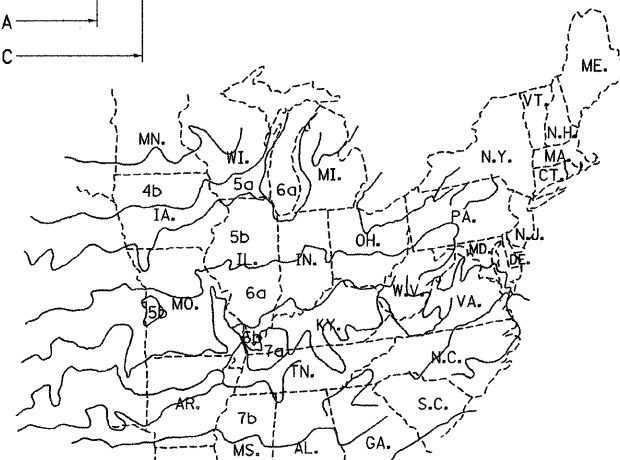 A
C
ME.
VT.
MN.
N.H.
WI.
MI.
N.Y.
MA.
CT.
4b
5a
6a
IA.
PA.
5b
OH.
N.J.
IL.
IN.
MD.
DE.
6a
W.V.
MO.
VA.
5b
KY.
6b
7a
N.C.
TN.
AR.
S.C.
7b
MS.
AL.
GA.